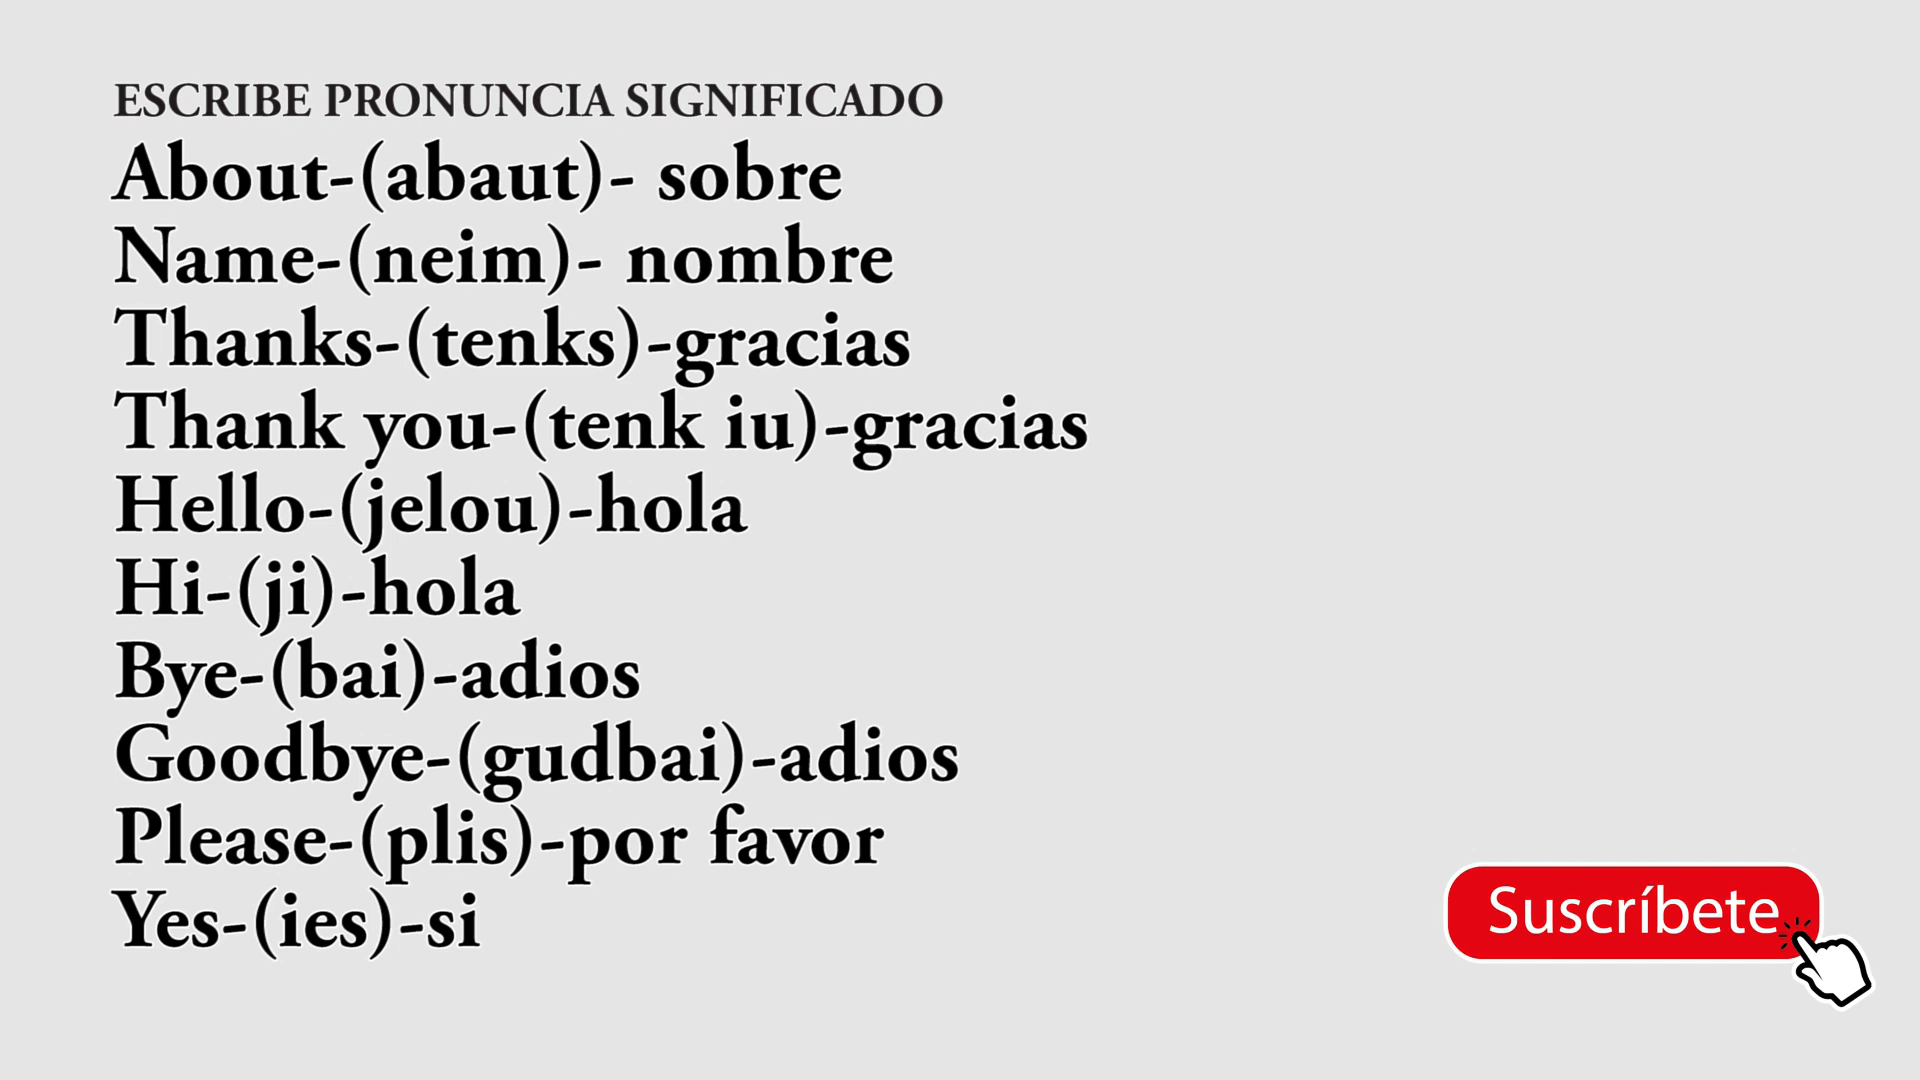 ESCRIBE PRONUNCIA SIGNIFICADO
About-(abaut)- sobre
Name-(neim)- nombre
Thanks-(tenks)-gracias
Thank you-(tenk iu)-gracias
Hello-(jelou)-hola
Hi-(ji)-hola
Bye-(bai)-adios
Goodbye-(gudbai)-adios
Please-(plis)-por favor
Yes-(ies)-si
Suscríbete